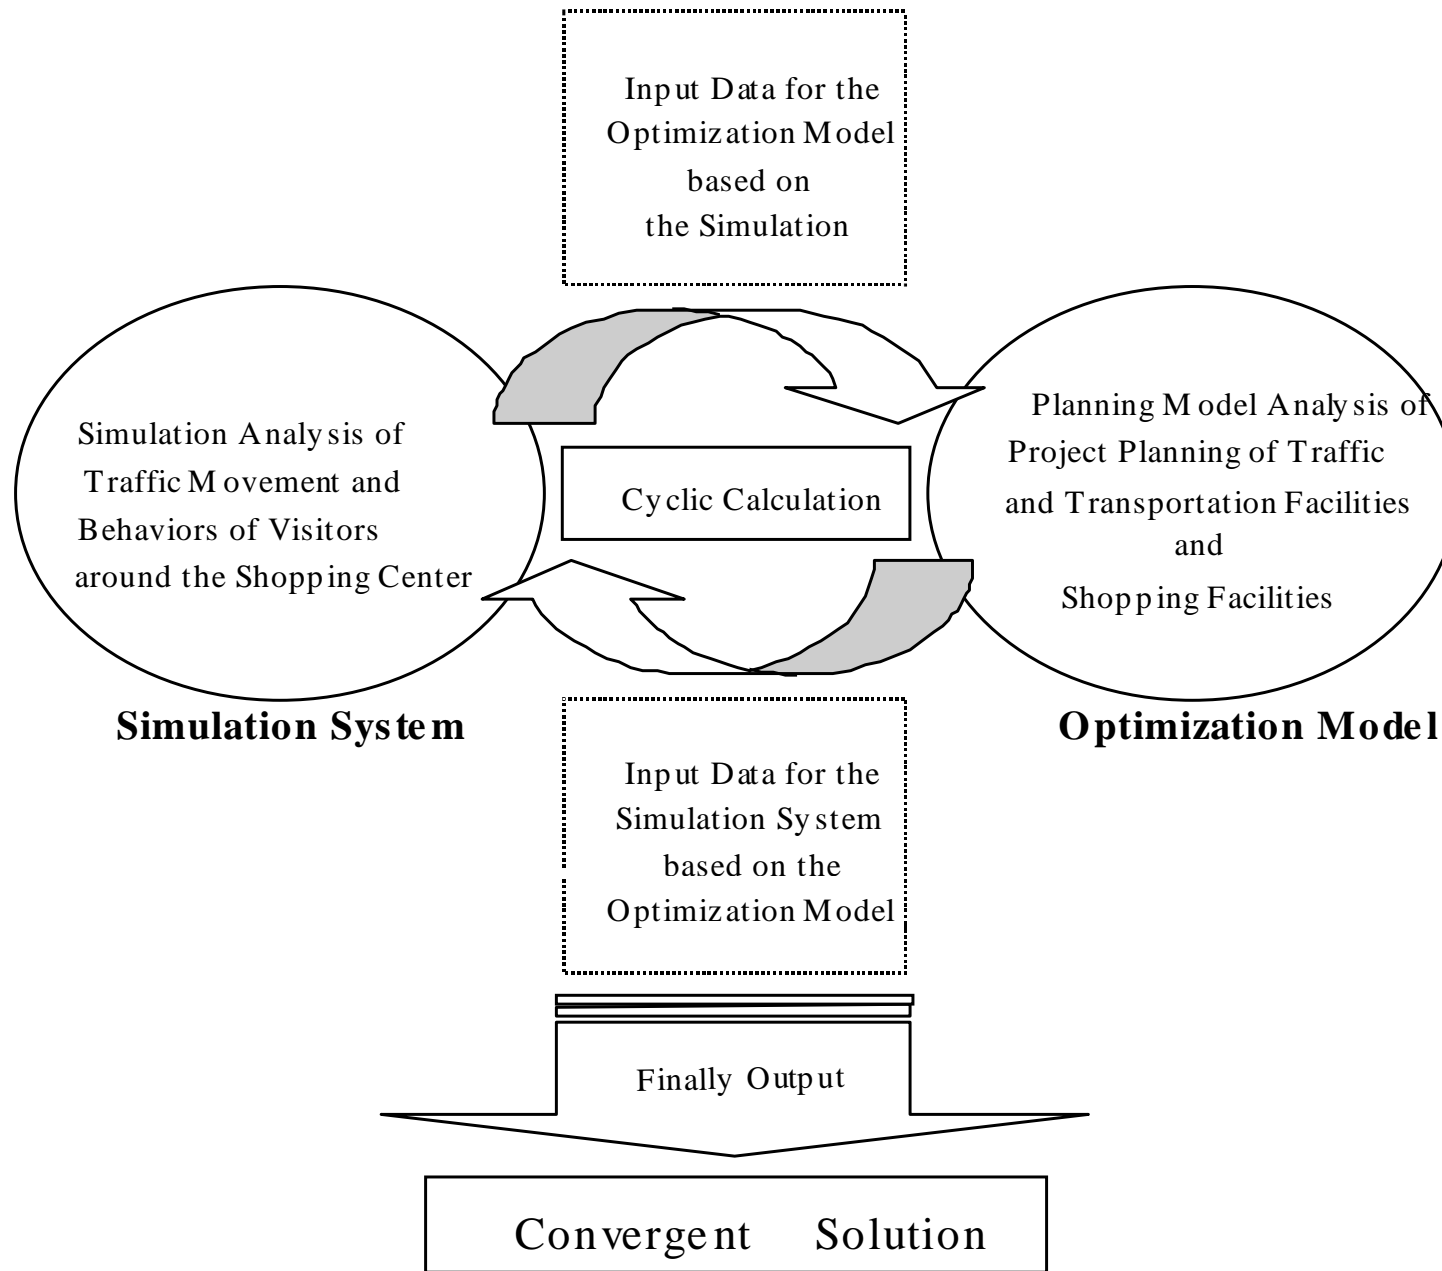 Input Data for the
Optimization Model
based on
the Simulation
Simulation Analysis of
Traffic Movement and
Behaviors of Visitors
around the Shopping Center
Cyclic Calculation
Planning Model Analysis of
Project Planning of Traffic
and Transportation Facilities
and
Shopping Facilities
Simulation System
Optimization Model
Input Data for the
Simulation System
based on the
Optimization Model
Finally Output
Convergent Solution